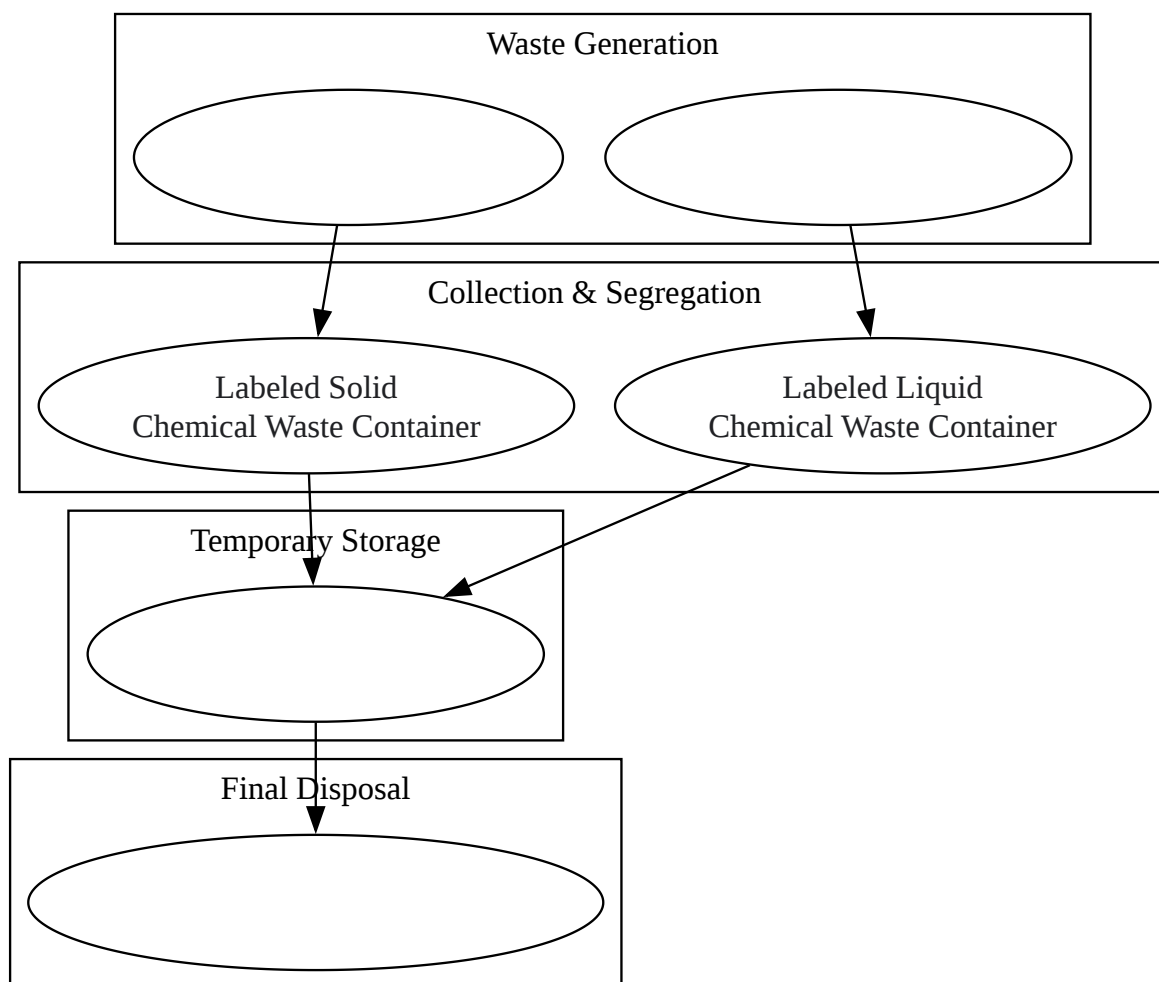 Waste Generation
Collection & Segregation
Labeled Solid
Chemical Waste Container
Labeled Liquid
Chemical Waste Container
Temporary Storage
Final Disposal